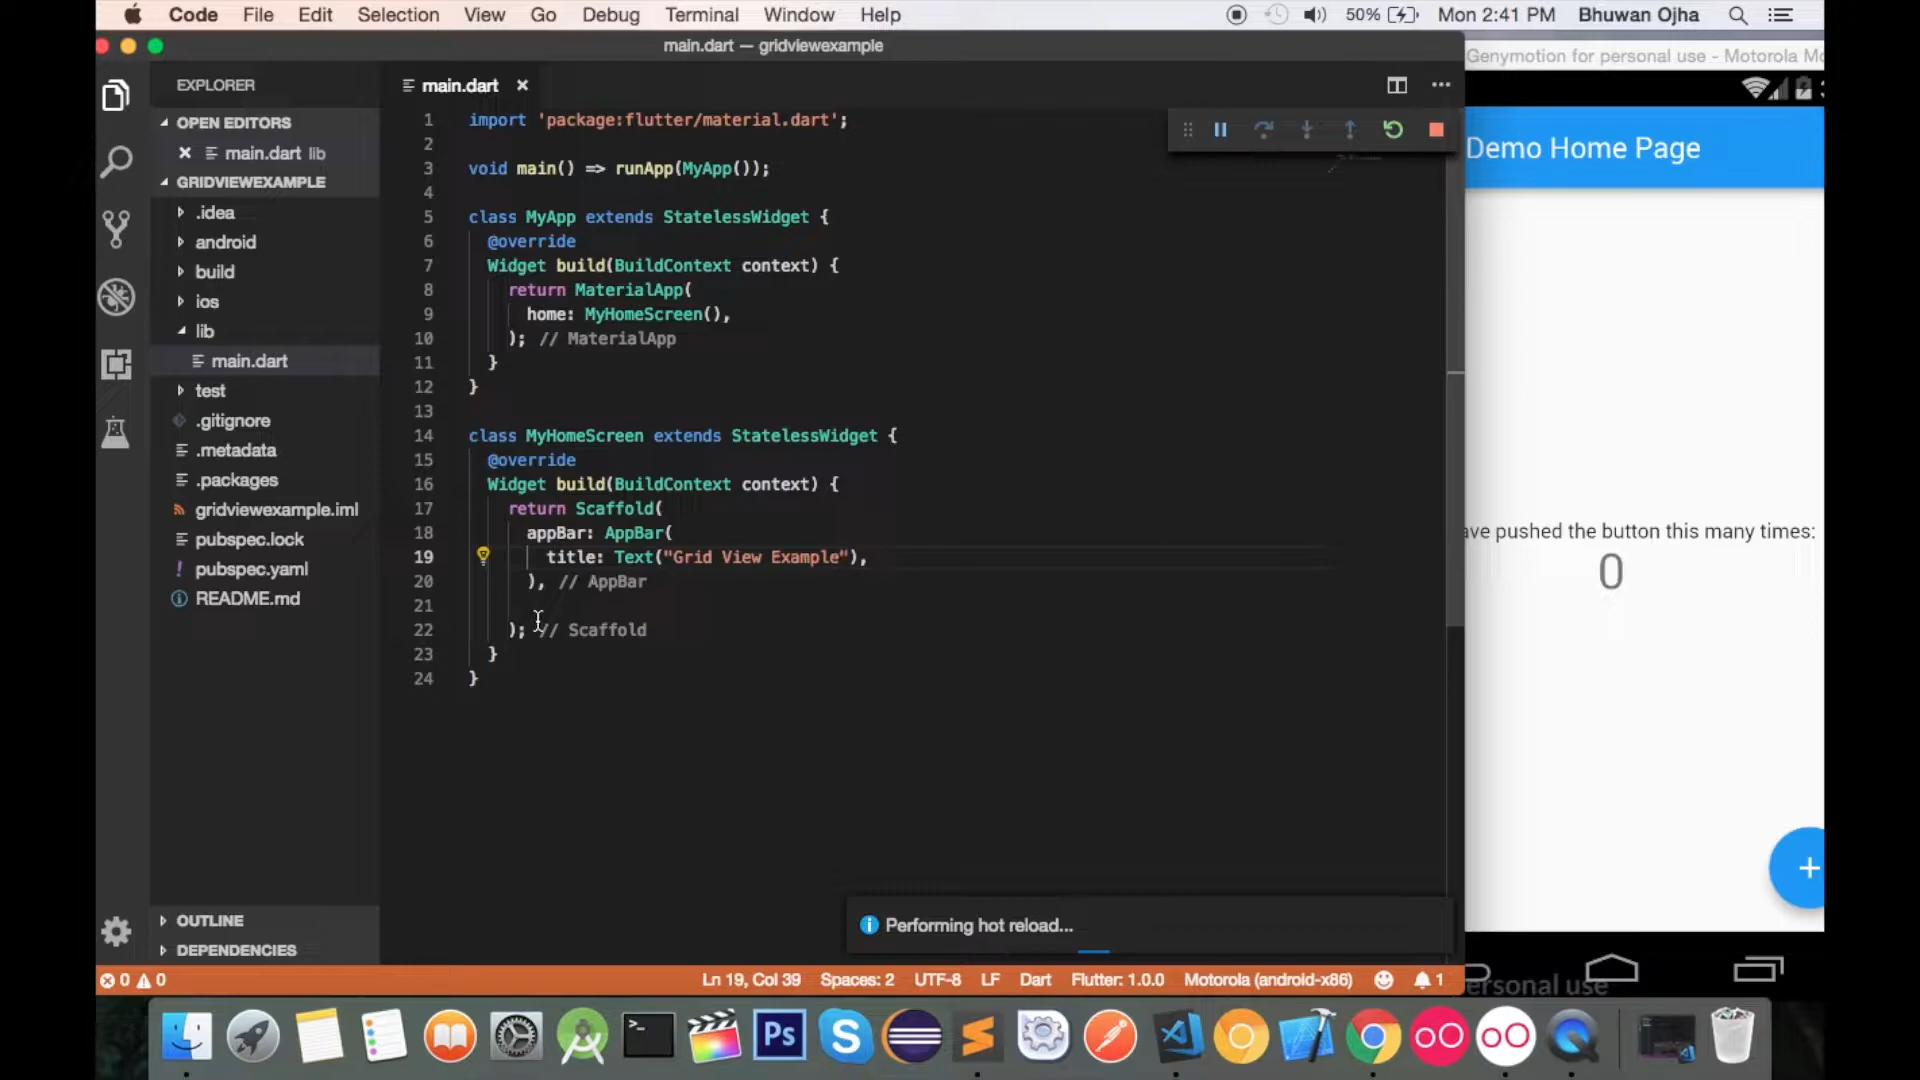 Code File Edit Selection View Go Debug Terminal Window Help 50% Mon 2:41 PM Bhuwan Ojha
main.dart — gridviewexample
Genymotion for personal use - Motorola Mo
EXPLORER
OPEN EDITORS
main.dart lib
GRIDVIEWEXAMPLE
.idea
android
build
ios
lib
main.dart
test
.gitignore
.metadata
.packages
gridviewexample.iml
pubspec.lock
pubspec.yaml
README.md
OUTLINE
DEPENDENCIES
main.dart
1 import 'package:flutter/material.dart';
2
3 void main() => runApp(MyApp());
4
5 class MyApp extends StatelessWidget {
6 @override
7 Widget build(BuildContext context) {
8 return MaterialApp(
9 home: MyHomeScreen(),
10 ); // MaterialApp
11 }
12 }
13
14 class MyHomeScreen extends StatelessWidget {
15 @override
16 Widget build(BuildContext context) {
17 return Scaffold(
18 appBar: AppBar(
19 title: Text("Grid View Example"),
20 ), // AppBar
21
22 ); // Scaffold
23 }
24 }
Performing hot reload...
Demo Home Page
ave pushed the button this many times:
0
+
0 0 Ln 19, Col 39 Spaces: 2 UTF-8 LF Dart Flutter: 1.0.0 Motorola (android-x86) 1
ersonal use
Ps